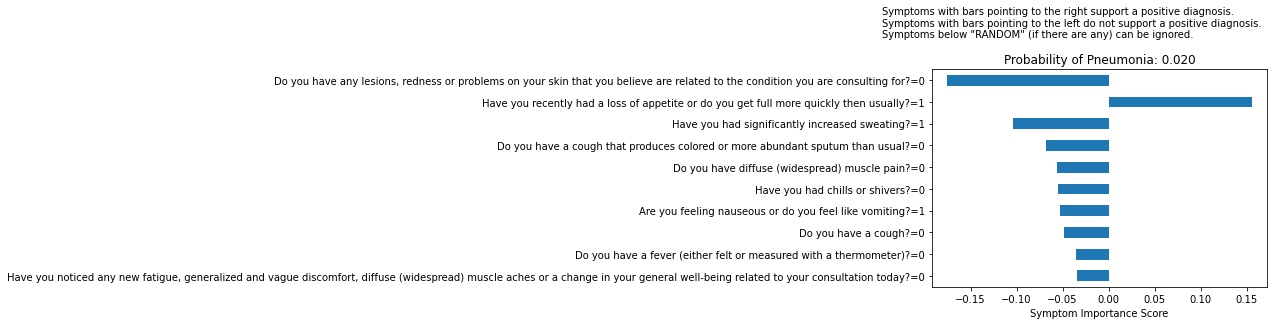 Symptoms with bars pointing to the right support a positive diagnosis.
Symptoms with bars pointing to the left do not support a positive diagnosis.
Symptoms below "RANDOM" (if there are any) can be ignored.
Probability of Pneumonia: 0.020
Do you have any lesions, redness or problems on your skin that you believe are related to the condition you are consulting for?=0
Have you recently had a loss of appetite or do you get full more quickly then usually?=1
Have you had significantly increased sweating?=1
Do you have a cough that produces colored or more abundant sputum than usual?=0
Do you have diffuse (widespread) muscle pain?=0
Have you had chills or shivers?=0
Are you feeling nauseous or do you feel like vomiting?=1
Do you have a cough?=0
Do you have a fever (either felt or measured with a thermometer)?=0
Have you noticed any new fatigue, generalized and vague discomfort, diffuse (widespread) muscle aches or a change in your general well-being related to your consultation today?=0
−0.15 −0.10 −0.05 0.00 0.05 0.10 0.15
Symptom Importance Score